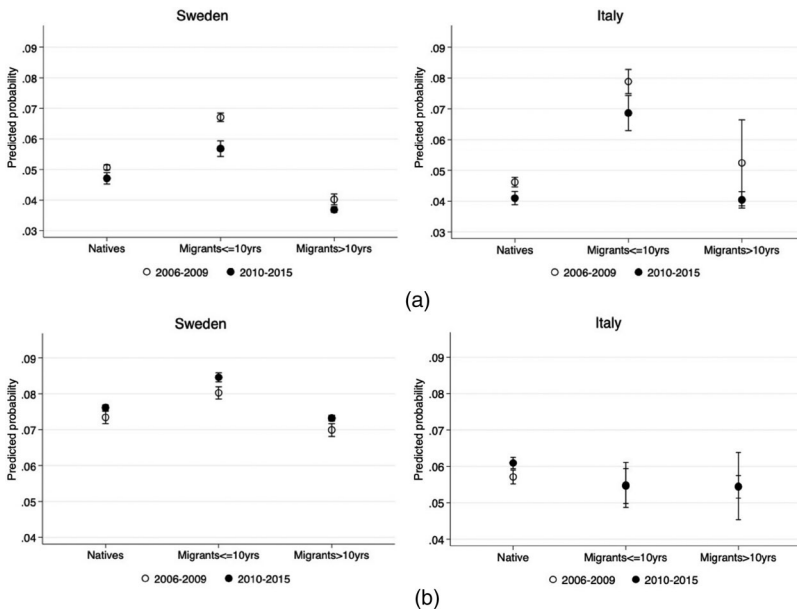 Sweden
Predicted probability
.09
.08
.07
.06
.05
.04
.03
Natives Migrants<=10yrs Migrants>10yrs
2006-2009 2010-2015
Italy
Predicted probability
.09
.08
.07
.06
.05
.04
.03
Natives Migrants<=10yrs Migrants>10yrs
2006-2009 2010-2015
(a)
Sweden
Predicted probability
.09
.08
.07
.06
.05
.04
Natives Migrants<=10yrs Migrants>10yrs
2006-2009 2010-2015
Italy
Predicted probability
.09
.08
.07
.06
.05
.04
Native Migrants<=10yrs Migrants>10yrs
2006-2009 2010-2015
(b)